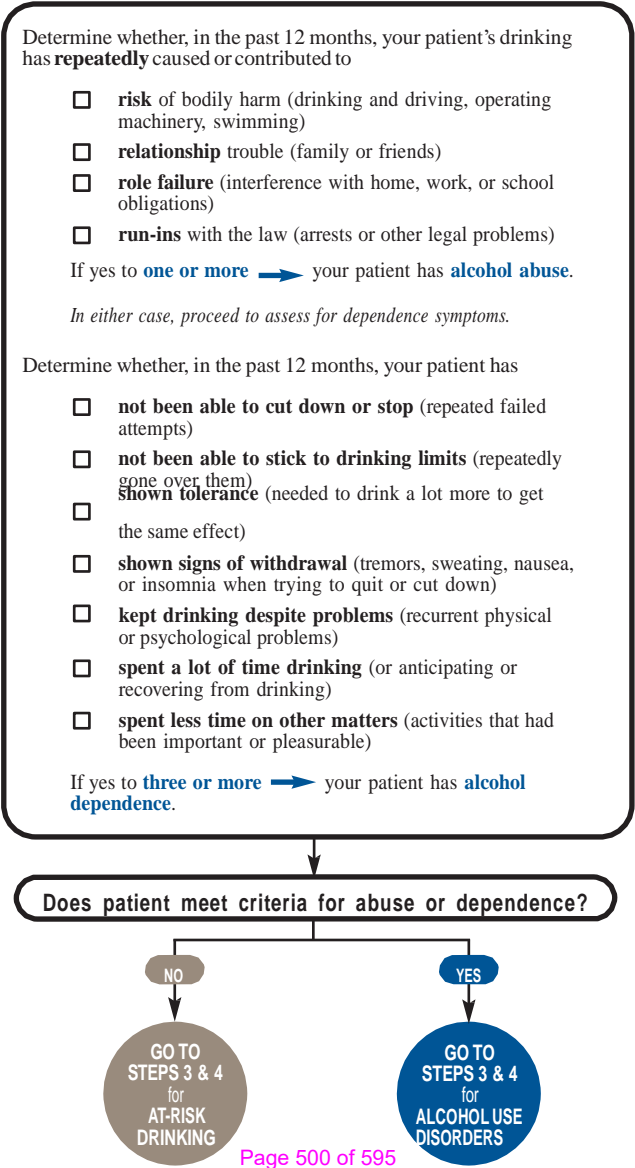 Determine whether, in the past 12 months, your patient’s drinking
has repeatedly caused or contributed to
risk of bodily harm (drinking and driving, operating
machinery, swimming)
relationship trouble (family or friends)
role failure (interference with home, work, or school
obligations)
run-ins with the law (arrests or other legal problems)
If yes to one or more your patient has alcohol abuse.
In either case, proceed to assess for dependence symptoms.
Determine whether, in the past 12 months, your patient has
not been able to cut down or stop (repeated failed
attempts)
not been able to stick to drinking limits (repeatedly
gone over them)
shown tolerance (needed to drink a lot more to get
the same effect)
shown signs of withdrawal (tremors, sweating, nausea,
or insomnia when trying to quit or cut down)
kept drinking despite problems (recurrent physical
or psychological problems)
spent a lot of time drinking (or anticipating or
recovering from drinking)
spent less time on other matters (activities that had
been important or pleasurable)
If yes to three or more your patient has alcohol
dependence.
Does patient meet criteria for abuse or dependence?
NO
YES
GO TO
STEPS 3 & 4
for
AT-RISK
DRINKING
GO TO
STEPS 3 & 4
for
ALCOHOL USE
DISORDERS
Page 500 of 595